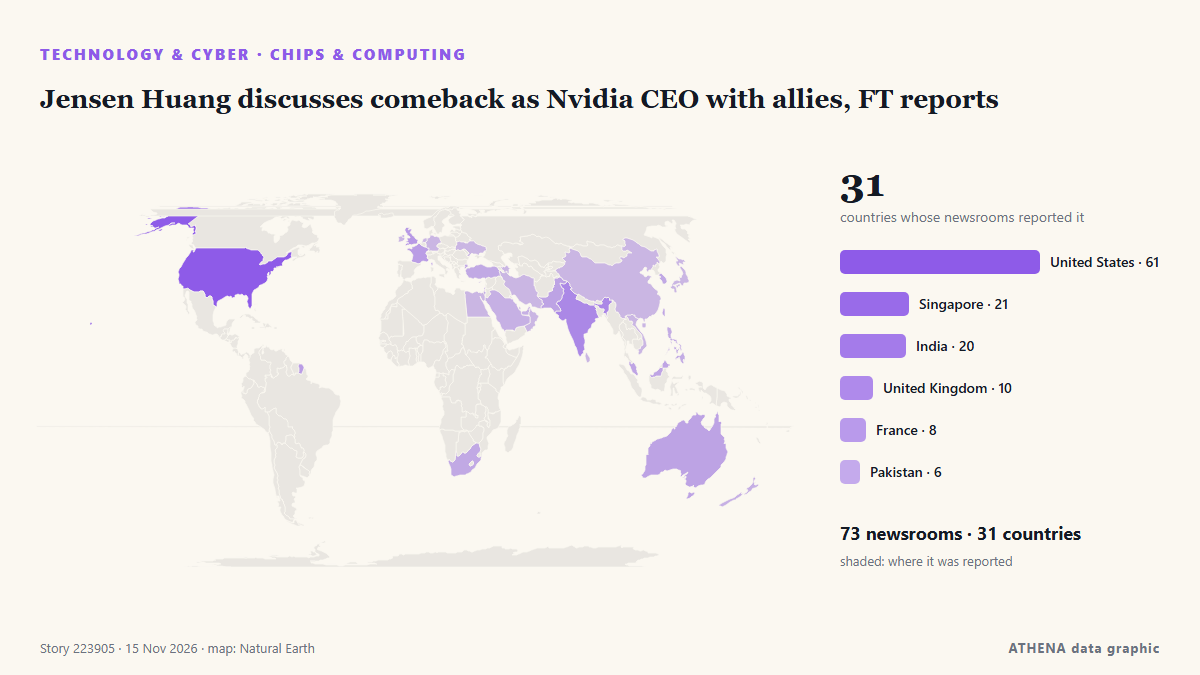 TECHNOLOGY & CYBER · CHIPS & COMPUTING
Jensen Huang discusses comeback as Nvidia CEO with allies, FT reports
31
countries whose newsrooms reported it
United States · 61
Singapore · 21
India · 20
United Kingdom · 10
France · 8
Pakistan · 6
73 newsrooms · 31 countries
shaded: where it was reported
Story 223905 · 15 Nov 2026 · map: Natural Earth
ATHENA data graphic